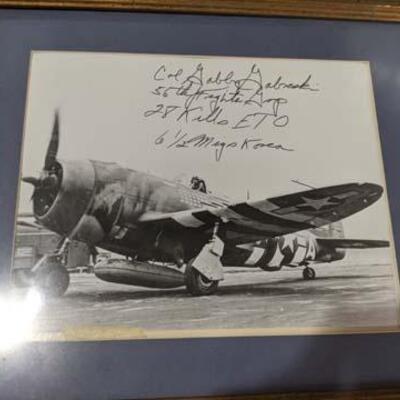 Col Gabby Gabreski
56th Fighter Grp
28 Kills ETO
6 1/2 Migs Korea